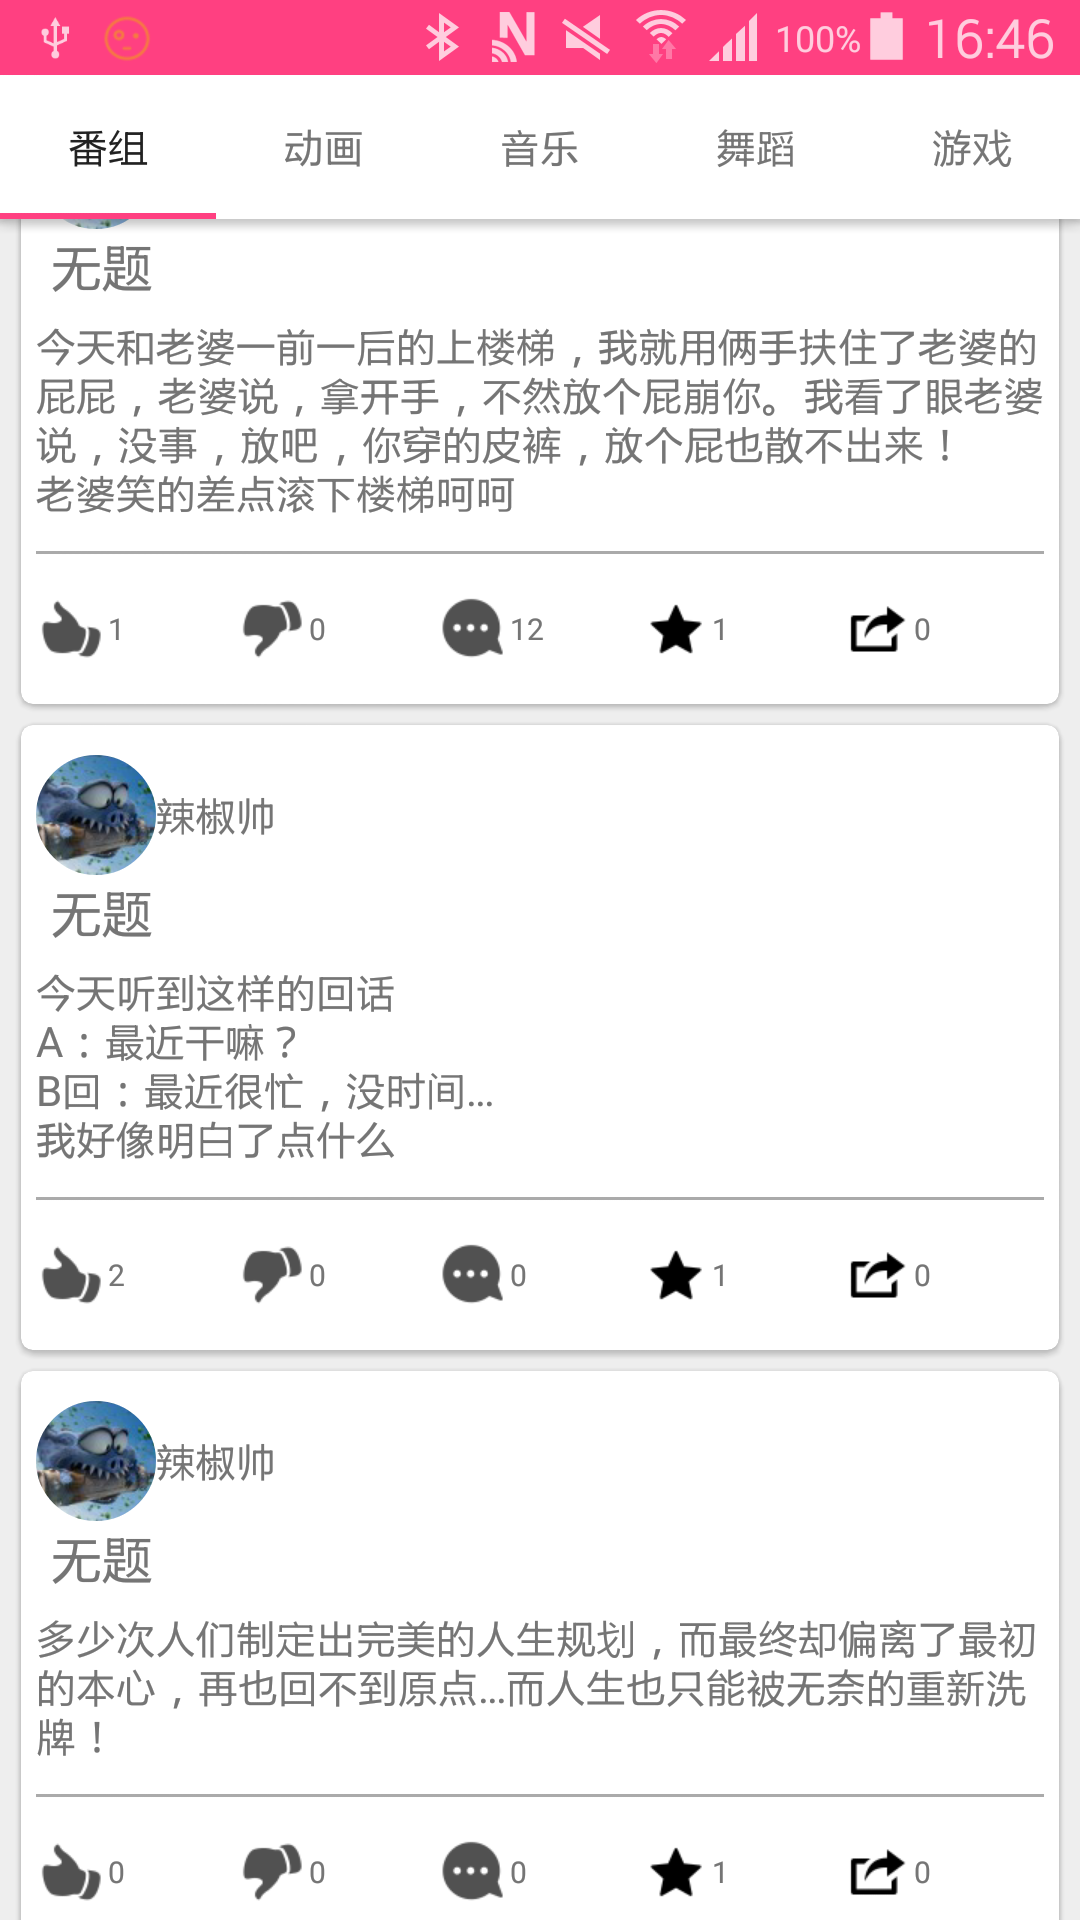 100% 16:46
番组 动画 音乐 舞蹈 游戏
无题
今天和老婆一前一后的上楼梯，我就用俩手扶住了老婆的
屁屁，老婆说，拿开手，不然放个屁崩你。我看了眼老婆
说，没事，放吧，你穿的皮裤，放个屁也散不出来！
老婆笑的差点滚下楼梯呵呵
1 0 12 1 0
辣椒帅
无题
今天听到这样的回话
A：最近干嘛？
B回：最近很忙，没时间...
我好像明白了点什么
2 0 0 1 0
辣椒帅
无题
多少次人们制定出完美的人生规划，而最终却偏离了最初
的本心，再也回不到原点...而人生也只能被无奈的重新洗
牌！
0 0 0 1 0